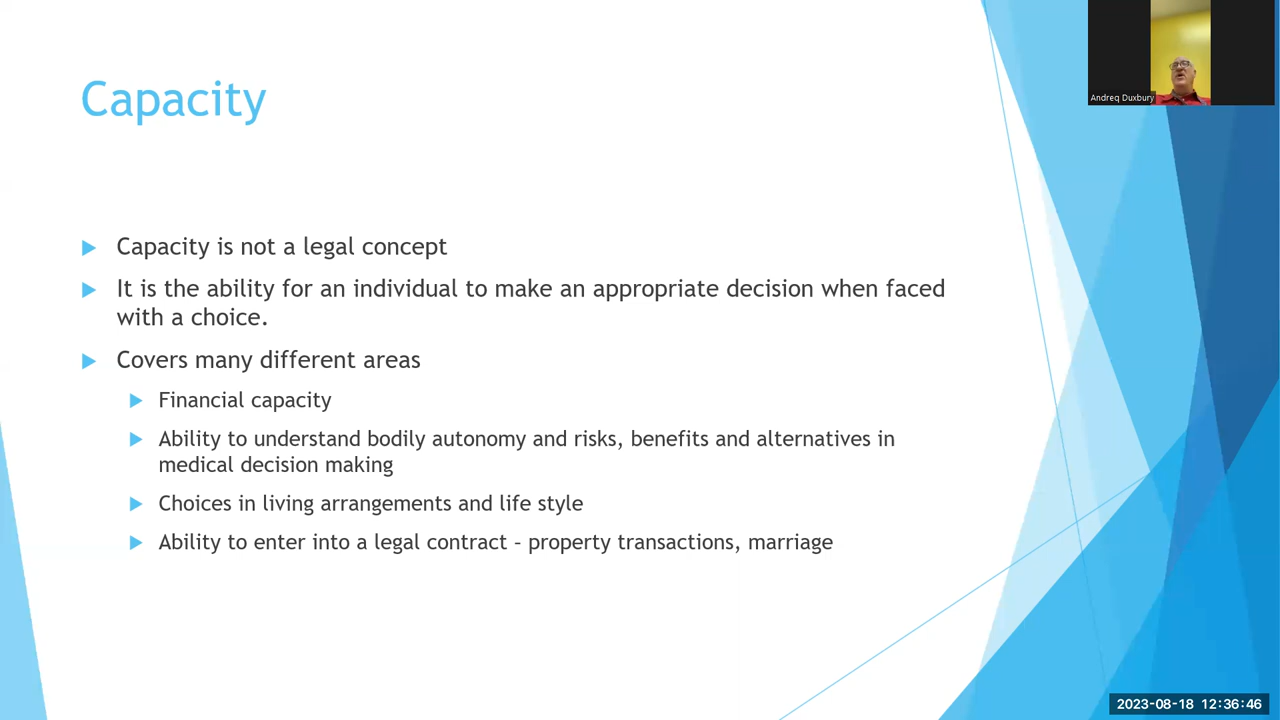 Capacity
Capacity is not a legal concept
It is the ability for an individual to make an appropriate decision when faced
with a choice.
Covers many different areas
Financial capacity
Ability to understand bodily autonomy and risks, benefits and alternatives in
medical decision making
Choices in living arrangements and life style
Ability to enter into a legal contract – property transactions, marriage
Andreq Duxbury
2023-08-18 12:36:46